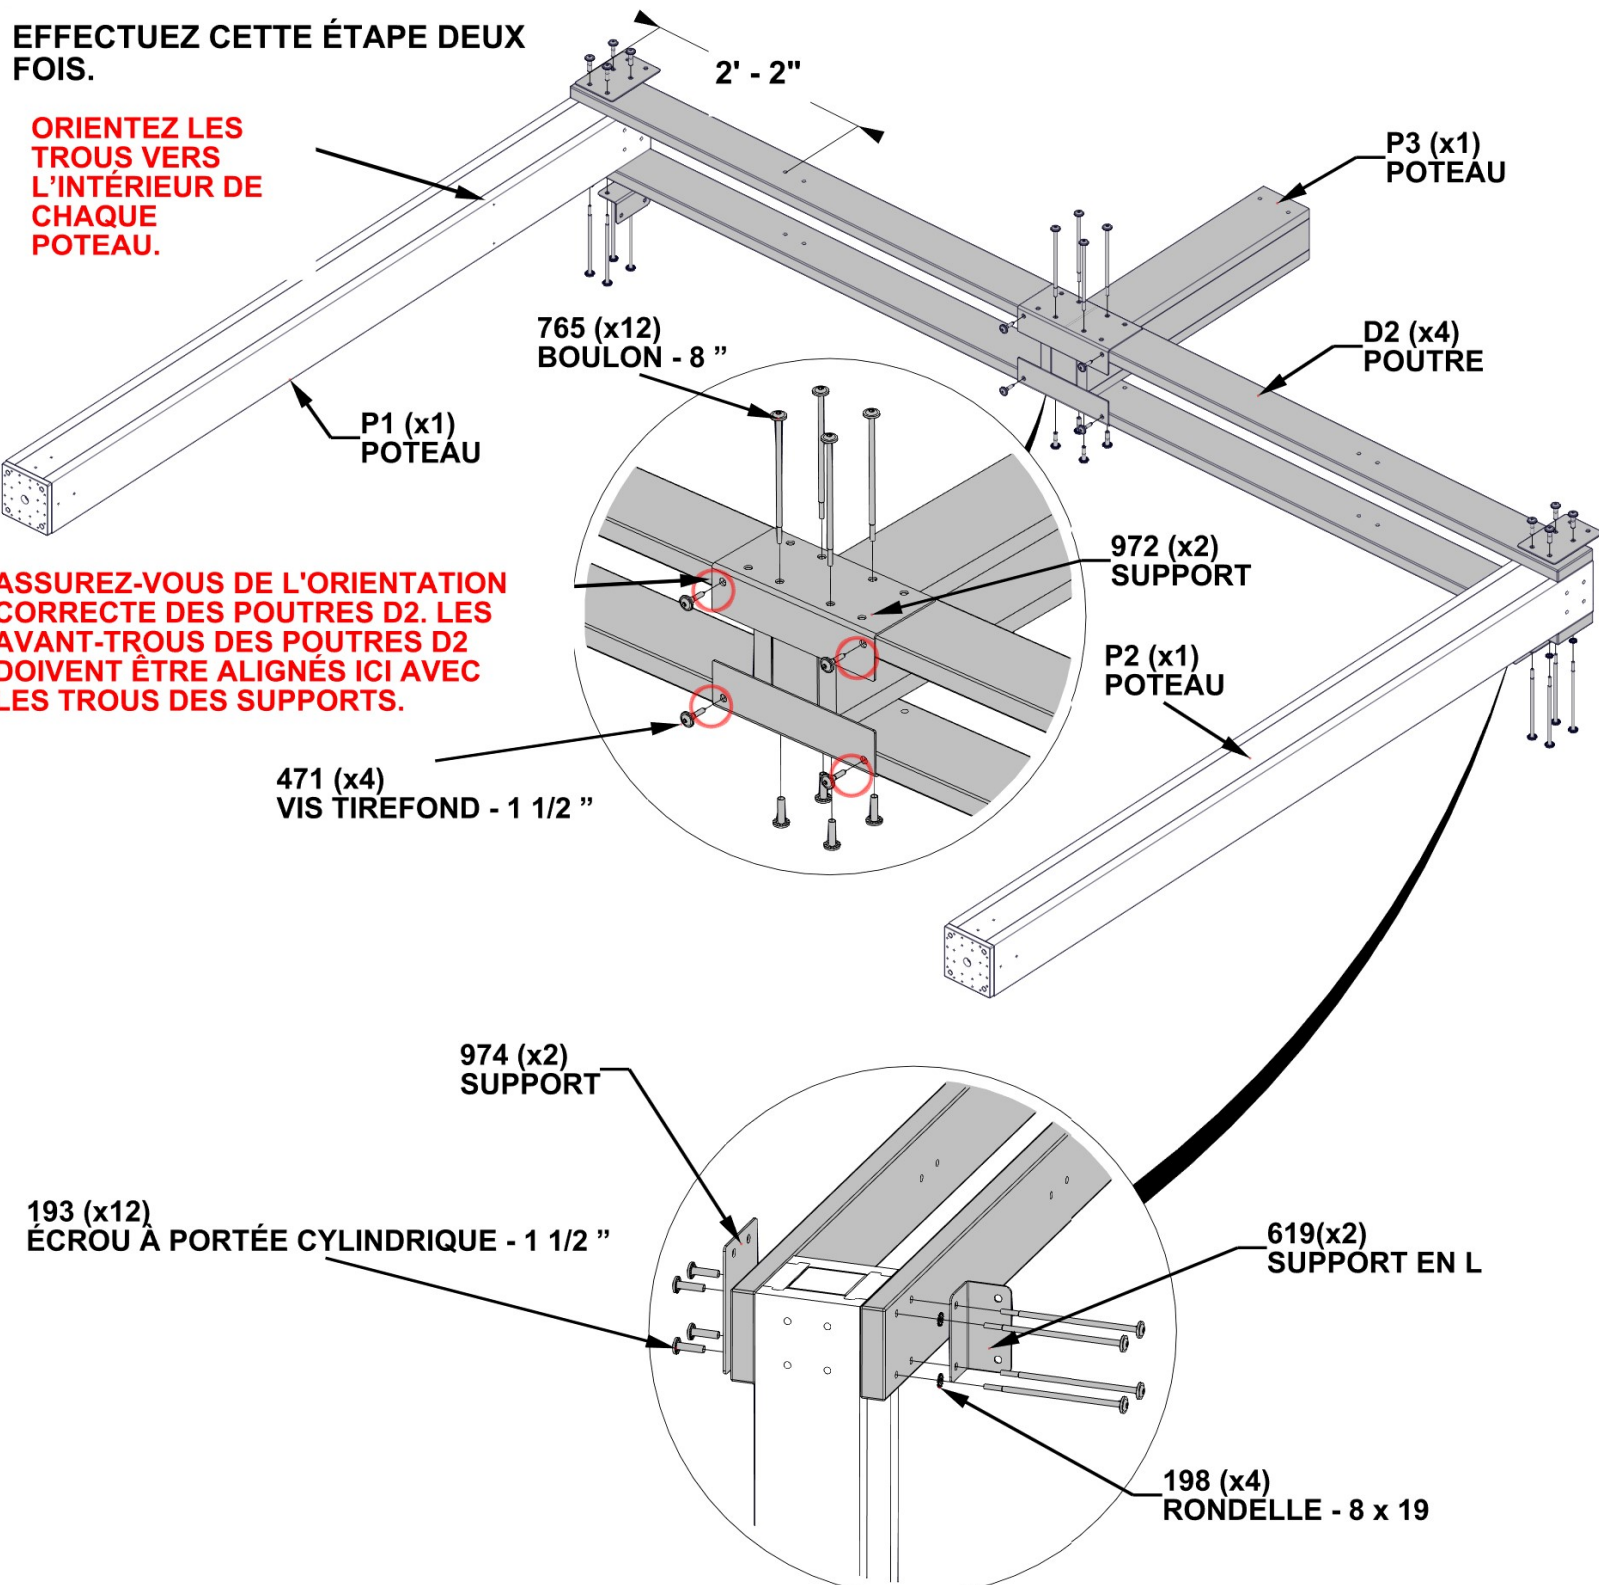 EFFECTUEZ CETTE ÉTAPE DEUX
FOIS.
2' - 2"
ORIENTEZ LES
TROUS VERS
L'INTÉRIEUR DE
CHAQUE
POTEAU.
P3 (x1)
POTEAU
765 (x12)
BOULON - 8 ”
D2 (x4)
POUTRE
P1 (x1)
POTEAU
972 (x2)
SUPPORT
ASSUREZ-VOUS DE L'ORIENTATION
CORRECTE DES POUTRES D2. LES
AVANT-TROUS DES POUTRES D2
DOIVENT ÊTRE ALIGNÉS ICI AVEC
LES TROUS DES SUPPORTS.
P2 (x1)
POTEAU
471 (x4)
VIS TIREFOND - 1 1/2 ”
974 (x2)
SUPPORT
193 (x12)
ÉCROU À PORTÉE CYLINDRIQUE - 1 1/2 ”
619(x2)
SUPPORT EN L
198 (x4)
RONDELLE - 8 x 19